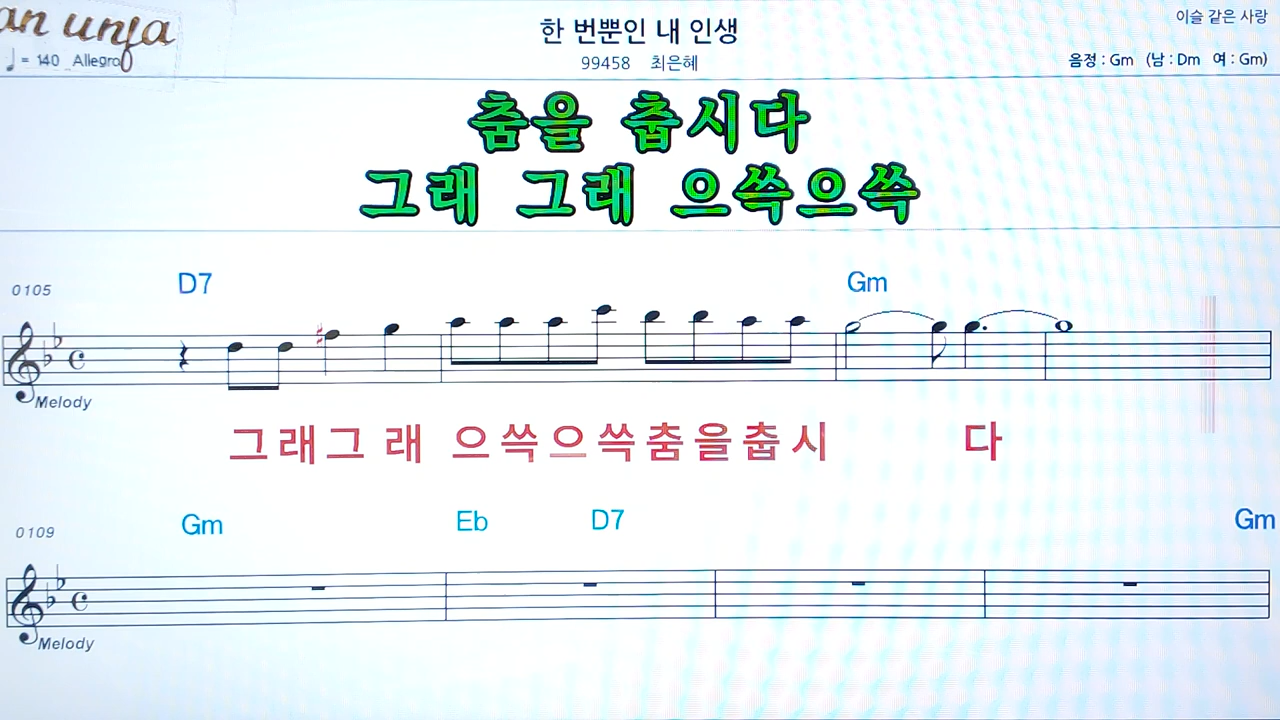 an unja
♩ = 140 Allegro
한 번뿐인 내 인생
99458 최은혜
이슬 같은 사랑
음정 : Gm (남 : Dm 여 : Gm)
춤을 춥시다
그래 그래 으쓱으쓱
0105
D7 Gm
Melody
그래그 래 으쓱으쓱춤을춥시 다
0109
Gm Eb D7 Gm
Melody